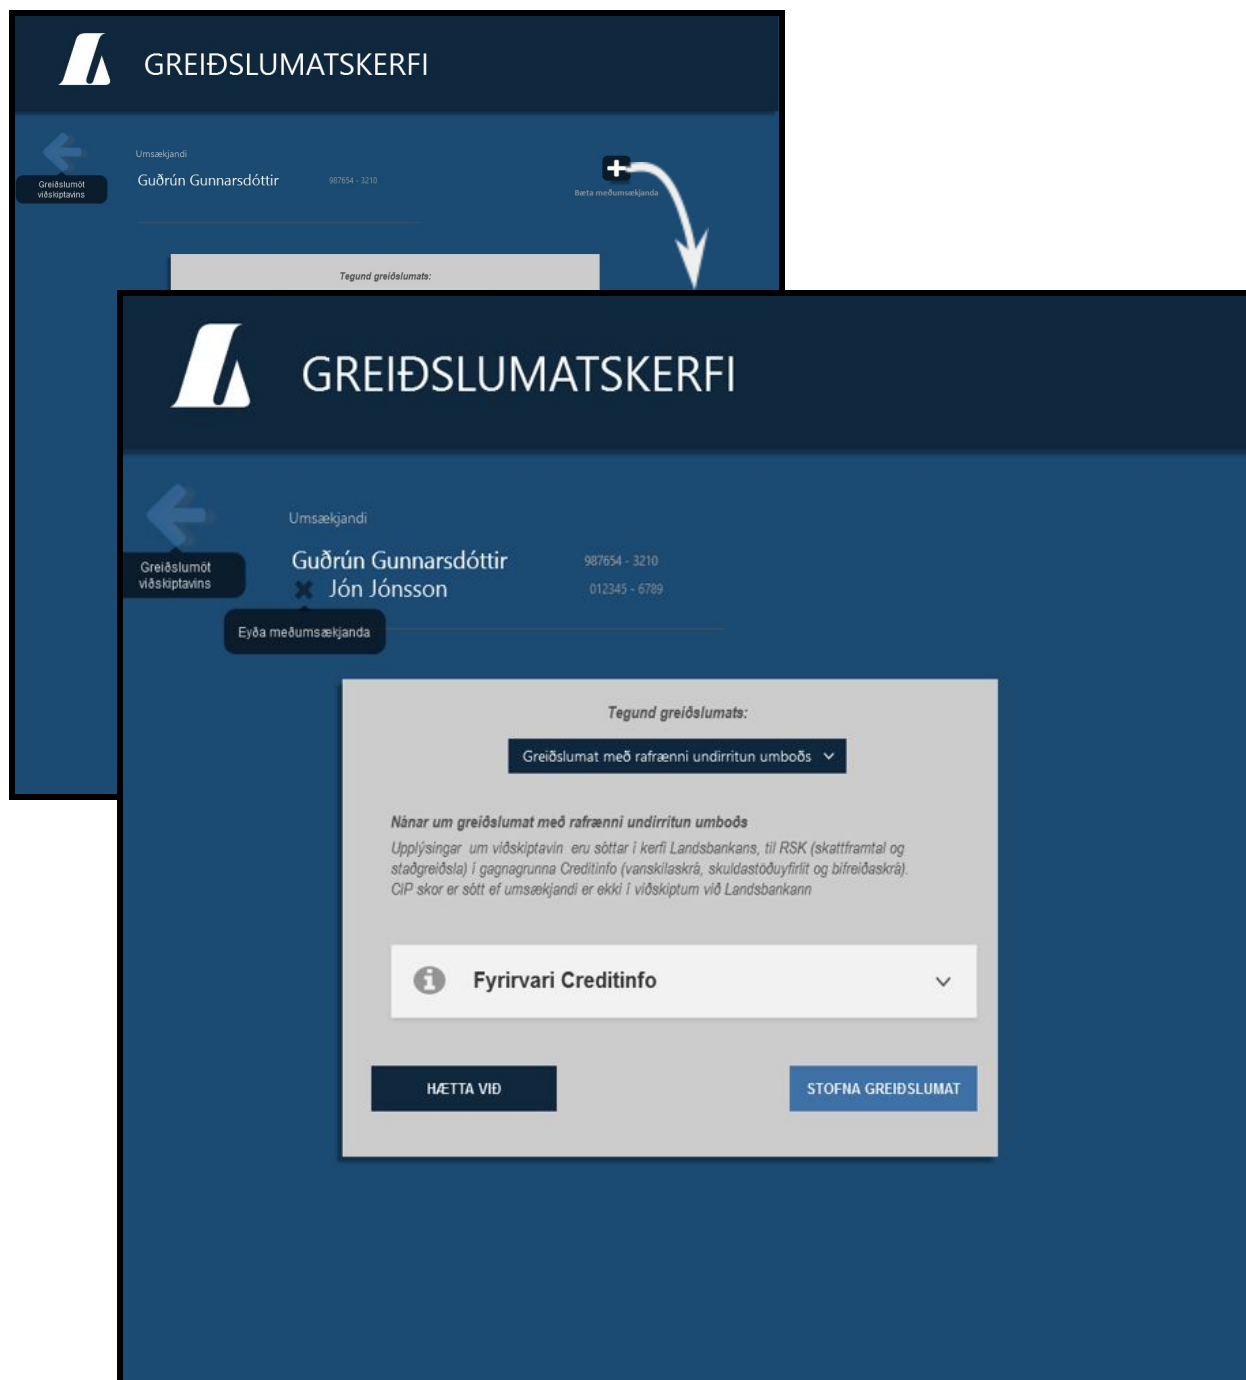 GREIÐSLUMATSKERFI
Umsækjandi
Guðrún Gunnarsdóttir 987654 - 3210
Greiðslumöt
viðskiptavins
Bæta meðumsækjanda
Tegund greiðslumats:
GREIÐSLUMATSKERFI
Umsækjandi
Guðrún Gunnarsdóttir 987654 - 3210
Jón Jónsson 012345 - 6789
Greiðslumöt
viðskiptavins
Eyða meðumsækjanda
Tegund greiðslumats:
Greiðslumat með rafrænni undirritun umboðs
Nánar um greiðslumat með rafrænni undirritun umboðs
Upplýsingar um viðskiptavin eru sóttar í kerfi Landsbankans, til RSK (skattframtal og
staðgreiðsla) í gagnagrunna Creditinfo (vanskilaskrá, skuldastöðuyfirlit og bifreiðaskrá).
CIP skor er sótt ef umsækjandi er ekki í viðskiptum við Landsbankann
Fyrirvari Creditinfo
HÆTTA VIÐ
STOFNA GREIÐSLUMAT